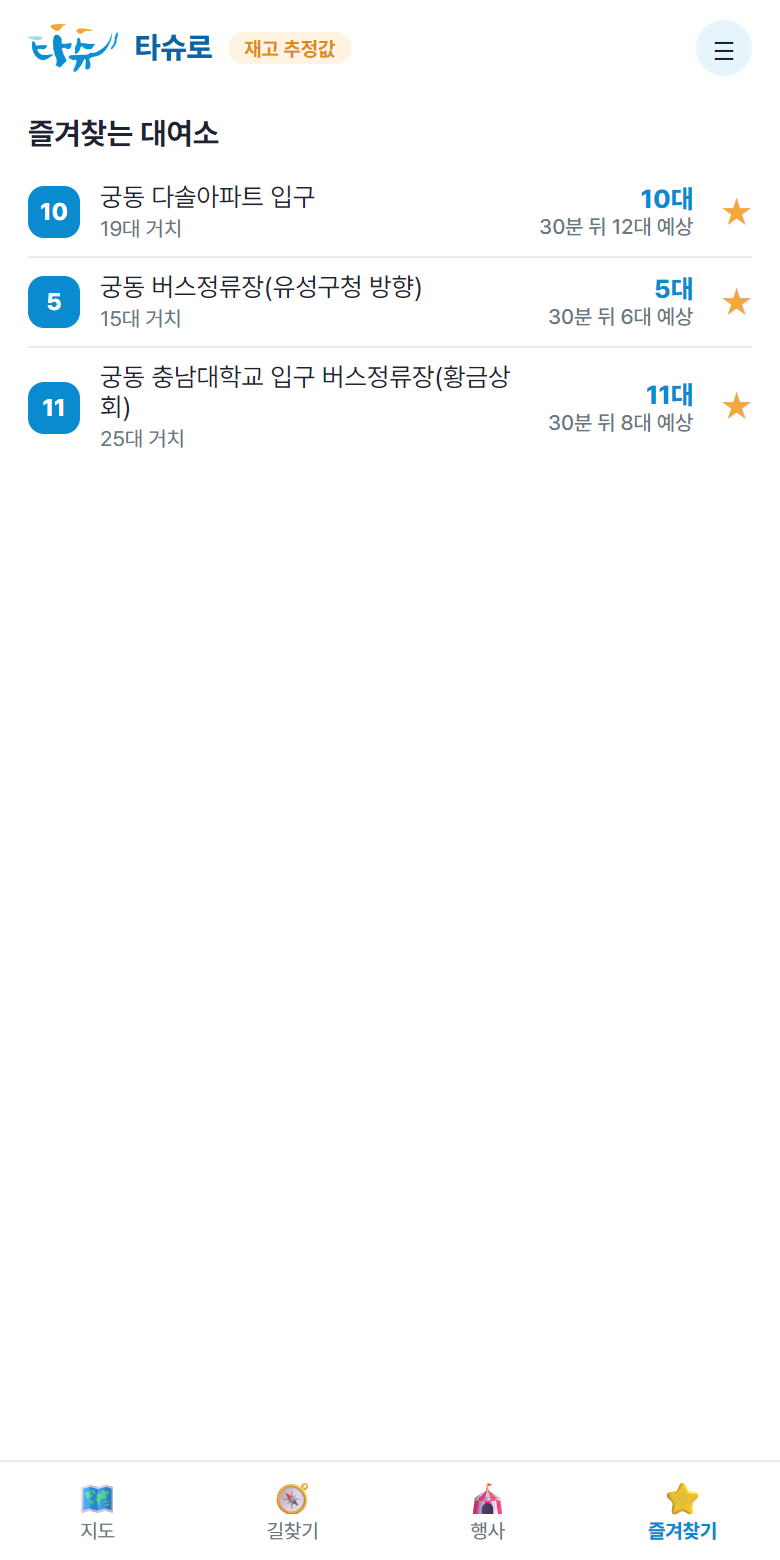 타슈 타슈로 재고 추정값
즐겨찾는 대여소
10 궁동 다솔아파트 입구 10대
19대 거치 30분 뒤 12대 예상
5 궁동 버스정류장(유성구청 방향) 5대
15대 거치 30분 뒤 6대 예상
궁동 충남대학교 입구 버스정류장(황금상
11 회) 11대
25대 거치 30분 뒤 8대 예상
지도 길찾기 행사 즐겨찾기